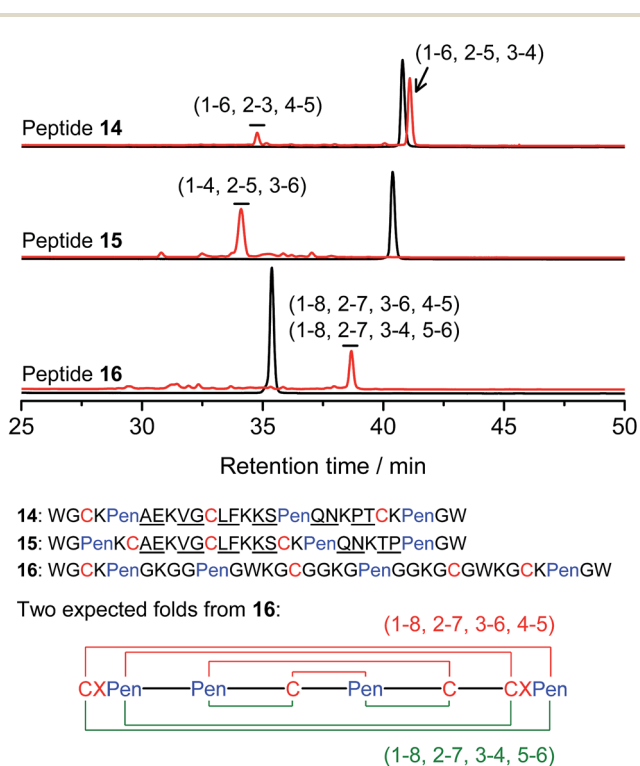 (1-6, 2-5, 3-4)
(1-6, 2-3, 4-5)
Peptide 14
(1-4, 2-5, 3-6)
Peptide 15
(1-8, 2-7, 3-6, 4-5)
(1-8, 2-7, 3-4, 5-6)
Peptide 16
25 30 35 40 45 50
Retention time / min
14: WGCKPenAEKVGCLFKKSPenQNKPTCKPenGW
15: WGPenKCAEKVGCLFKKSCKPenQNKTPPenGW
16: WGCKPenGKGGPenGWKGCGGKGPenGGKGCGWKGCKPenGW
Two expected folds from 16:
(1-8, 2-7, 3-6, 4-5)
CXPen Pen C Pen C CXPen
(1-8, 2-7, 3-4, 5-6)